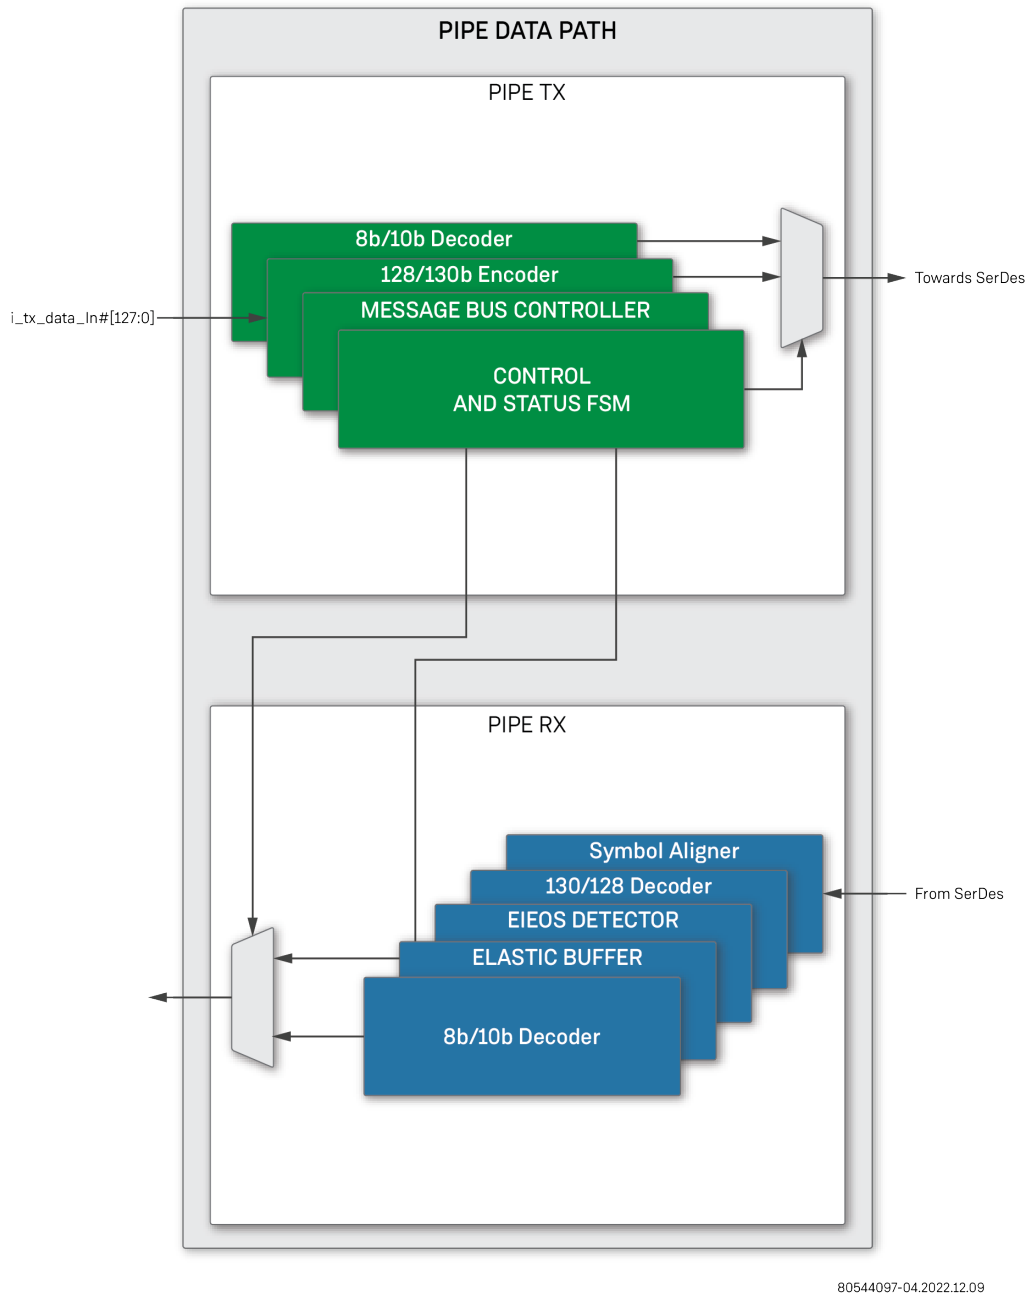 PIPE DATA PATH
PIPE TX
8b/10b Decoder
128/130b Encoder
MESSAGE BUS CONTROLLER
CONTROL
AND STATUS FSM
i_tx_data_In#[127:0]
Towards SerDes
PIPE RX
Symbol Aligner
130/128 Decoder
EIEOS DETECTOR
ELASTIC BUFFER
8b/10b Decoder
From SerDes
80544097-04.2022.12.09